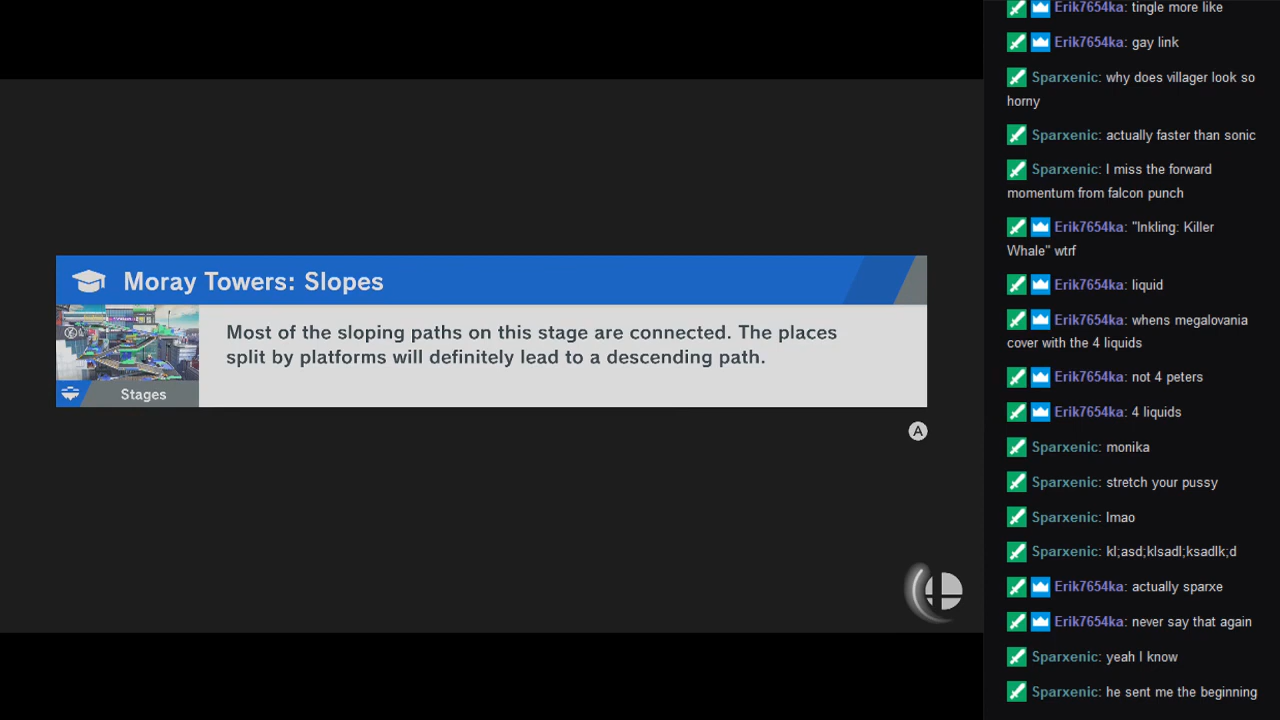 Moray Towers: Slopes
Most of the sloping paths on this stage are connected. The places
split by platforms will definitely lead to a descending path.
Stages
A
Erik7654ka: tingle more like
Erik7654ka: gay link
Sparxenic: why does villager look so
horny
Sparxenic: actually faster than sonic
Sparxenic: I miss the forward
momentum from falcon punch
Erik7654ka: "Inkling: Killer
Whale" wtrf
Erik7654ka: liquid
Erik7654ka: whens megalovania
cover with the 4 liquids
Erik7654ka: not 4 peters
Erik7654ka: 4 liquids
Sparxenic: monika
Sparxenic: stretch your pussy
Sparxenic: lmao
Sparxenic: kl;asd;klsadl;ksadlk;d
Erik7654ka: actually sparxe
Erik7654ka: never say that again
Sparxenic: yeah I know
Sparxenic: he sent me the beginning